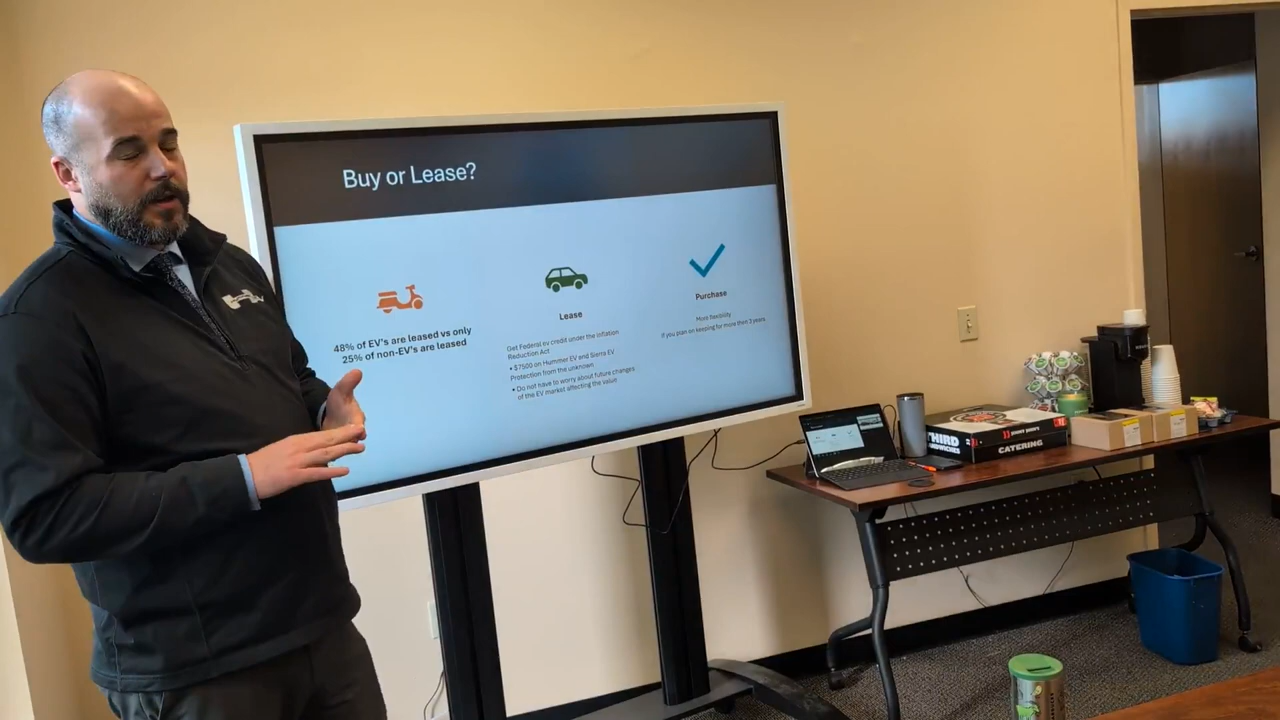 Buy or Lease?
48% of EV's are leased vs only
25% of non-EV's are leased
Lease
Get Federal ev credit under the Inflation
Reduction Act
• $7500 on Hummer EV and Sierra EV
Protection from the unknown
• Do not have to worry about future changes
of the EV market affecting the value
Purchase
More flexibility
If you plan on keeping for more then 3 years
JIMMY JOHN'S
CATERING